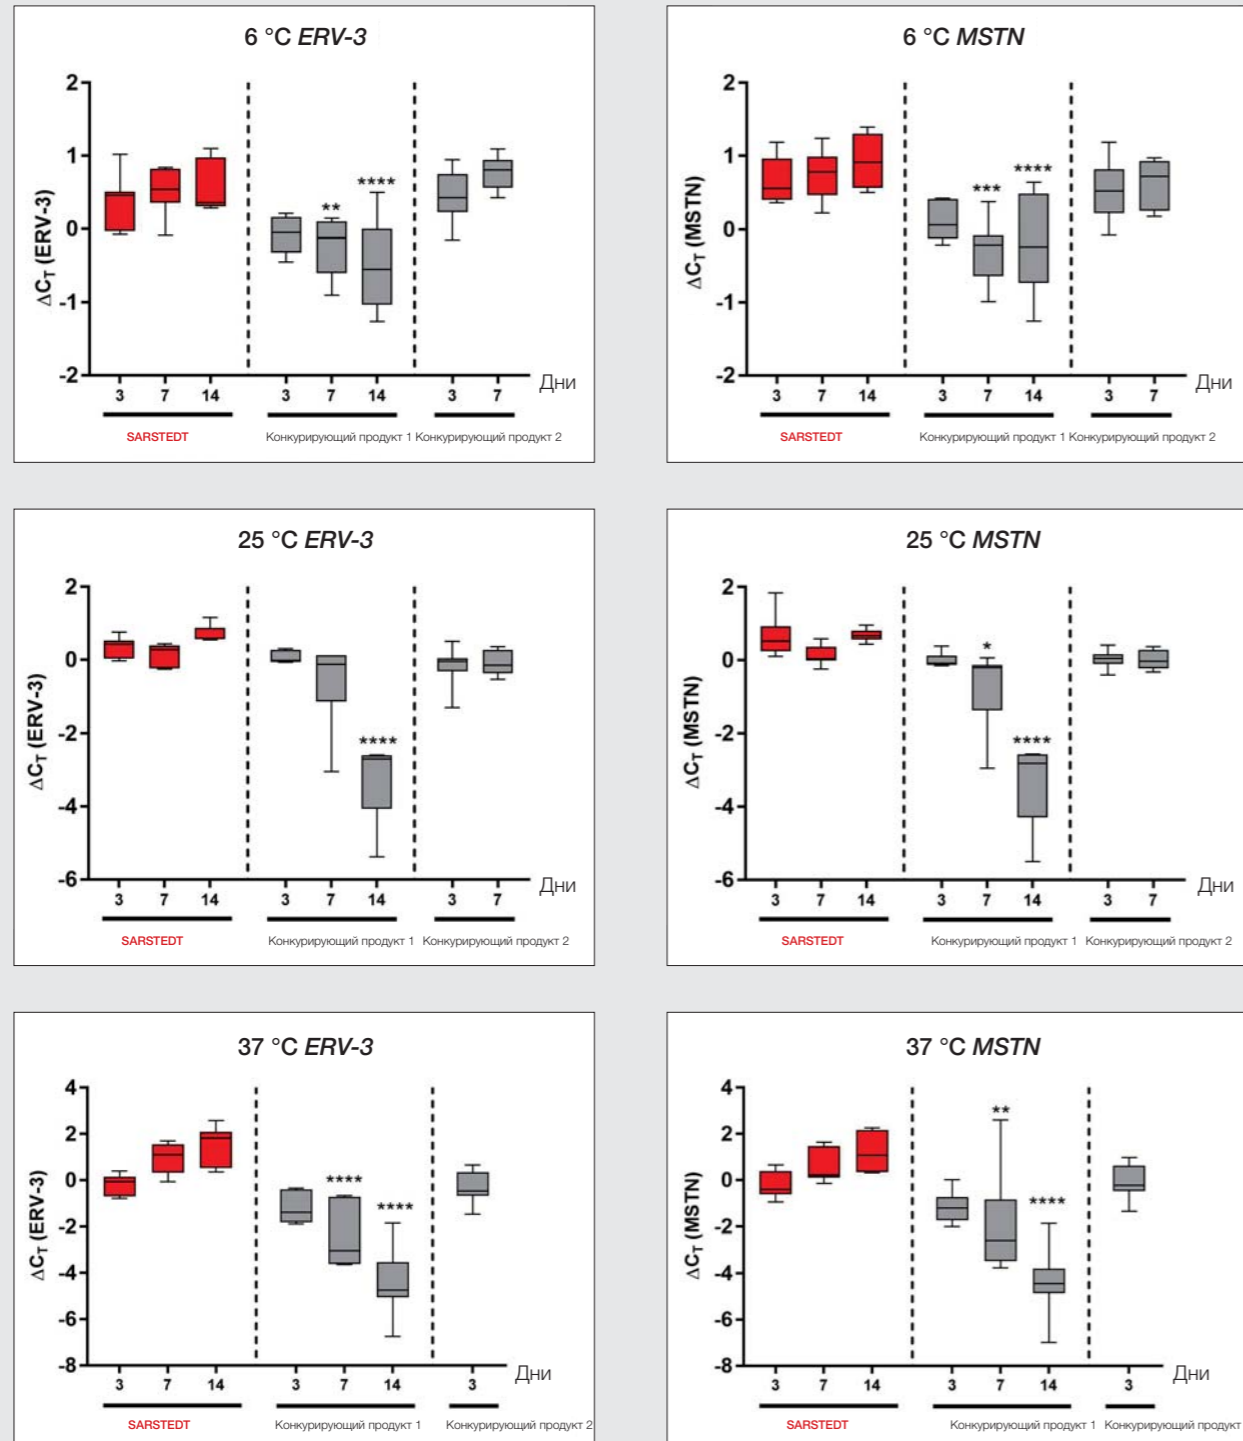 6 °C ERV-3
2
1
0
-1
-2
ΔCT (ERV-3)
**
****
3 7 14 3 7 14 3 7 Дни
SARSTEDT Конкурирующий продукт 1 Конкурирующий продукт 2
6 °C MSTN
2
1
0
-1
-2
ΔCT (MSTN)
***
****
3 7 14 3 7 14 3 7 Дни
SARSTEDT Конкурирующий продукт 1 Конкурирующий продукт 2
25 °C ERV-3
2
0
-2
-4
-6
ΔCT (ERV-3)
****
3 7 14 3 7 14 3 7 Дни
SARSTEDT Конкурирующий продукт 1 Конкурирующий продукт 2
25 °C MSTN
2
0
-2
-4
-6
ΔCT (MSTN)
*
****
3 7 14 3 7 14 3 7 Дни
SARSTEDT Конкурирующий продукт 1 Конкурирующий продукт 2
37 °C ERV-3
4
2
0
-2
-4
-6
-8
ΔCT (ERV-3)
****
****
3 7 14 3 7 14 3 Дни
SARSTEDT Конкурирующий продукт 1 Конкурирующий продукт 2
37 °C MSTN
4
2
0
-2
-4
-6
-8
ΔCT (MSTN)
**
****
3 7 14 3 7 14 3 Дни
SARSTEDT Конкурирующий продукт 1 Конкурирующий продукт